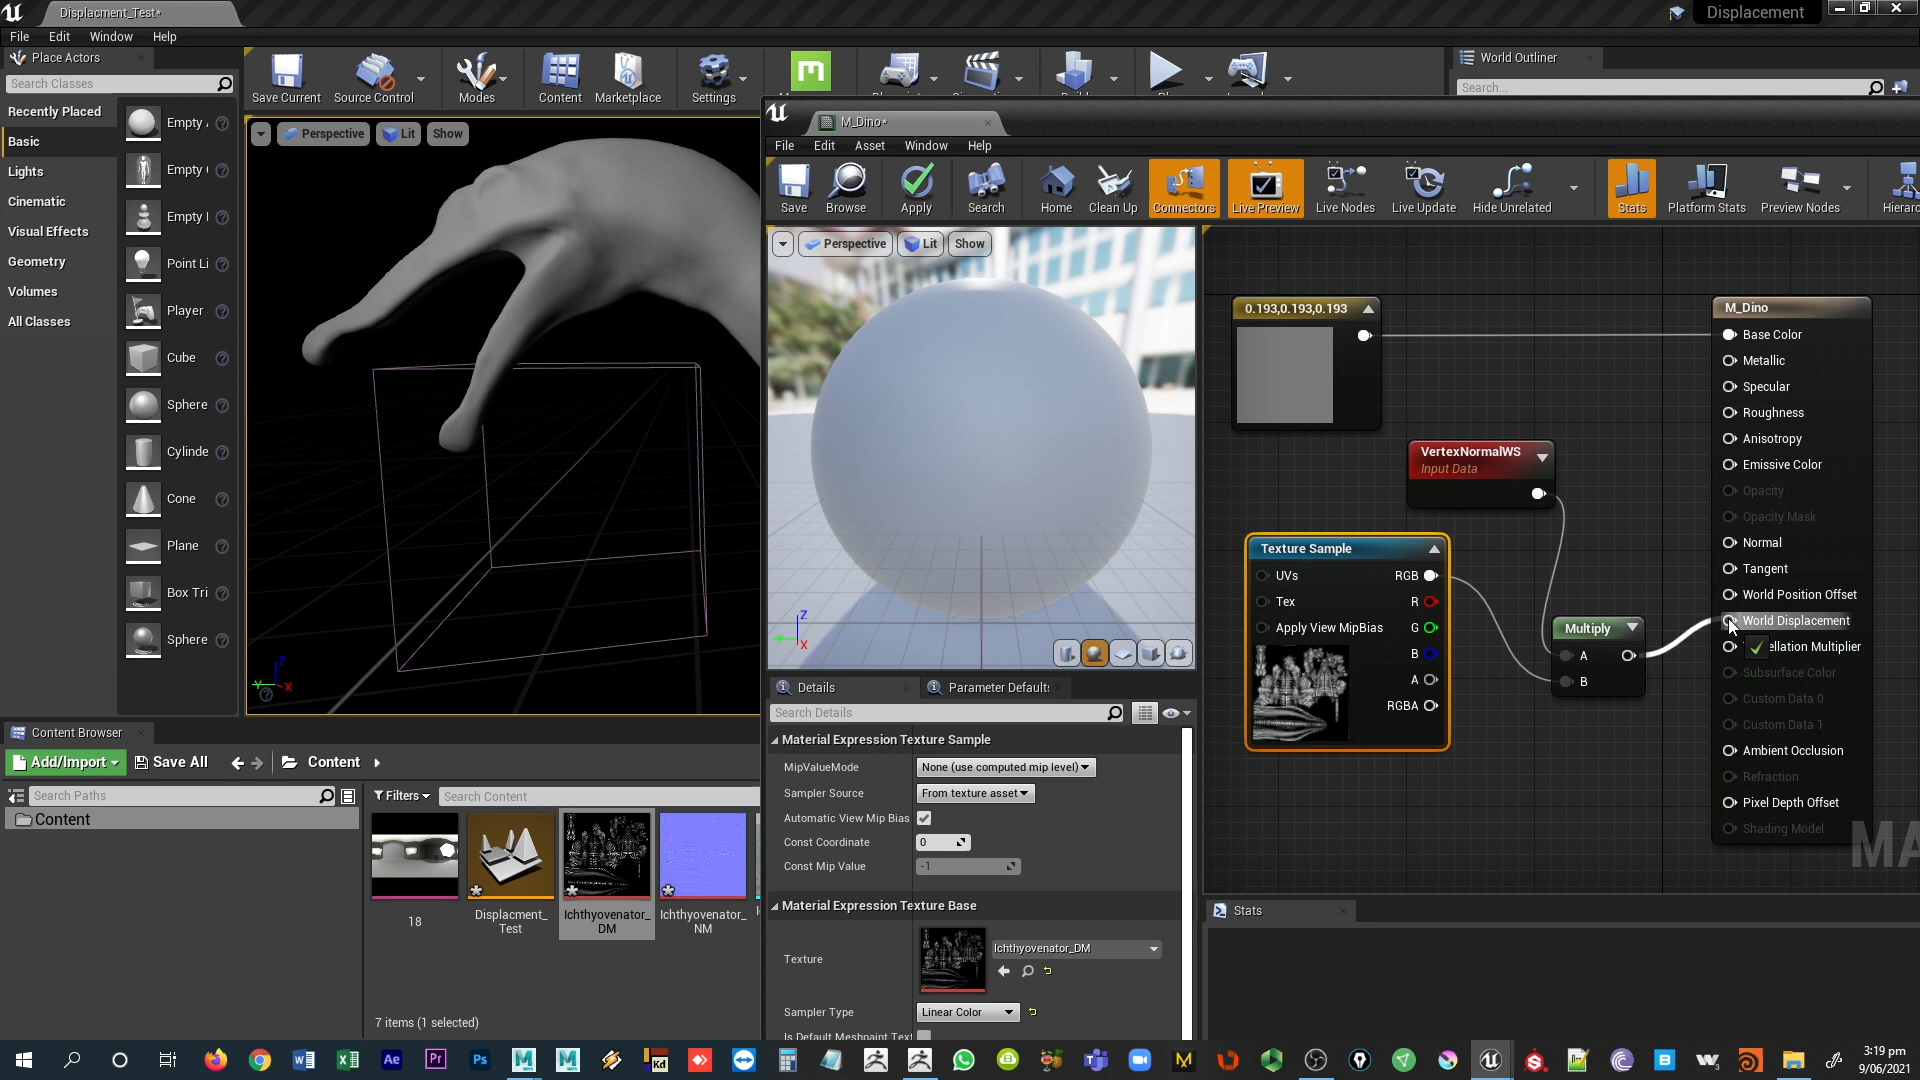 Displacment_Test*
Displacement
File Edit Window Help
Place Actors
World Outliner
Search Classes
Search...
Save Current
Source Control
Modes
Content
Marketplace
Settings
Recently Placed
Basic
Lights
Cinematic
Visual Effects
Geometry
Volumes
All Classes
Empty
Empty
Empty
Point Li
Player
Cube
Sphere
Cylinde
Cone
Plane
Box Tri
Sphere
Perspective
Lit
Show
M_Dino*
File Edit Asset Window Help
Save
Browse
Apply
Search
Home
Clean Up
Connectors
Live Preview
Live Nodes
Live Update
Hide Unrelated
Stats
Platform Stats
Preview Nodes
Hierarc
Perspective
Lit
Show
0.193,0.193,0.193
VertexNormalWS
Input Data
Texture Sample
UVs
RGB
Tex
R
Apply View MipBias
G
B
A
RGBA
Multiply
A
B
M_Dino
Base Color
Metallic
Specular
Roughness
Anisotropy
Emissive Color
Opacity
Opacity Mask
Normal
Tangent
World Position Offset
World Displacement
ellation Multiplier
Subsurface Color
Custom Data 0
Custom Data 1
Ambient Occlusion
Refraction
Pixel Depth Offset
Shading Model
MA
Z
X
Z
Y
X
Details
Parameter Default
Search Details
Material Expression Texture Sample
MipValueMode
None (use computed mip level)
Sampler Source
From texture asset
Automatic View Mip Bias
Const Coordinate
0
Const Mip Value
-1
Material Expression Texture Base
Texture
Ichthyovenator_DM
Sampler Type
Linear Color
Is Default Meshpaint Text
Stats
Content Browser
Add/Import
Save All
Content
Search Paths
Filters
Search Content
Content
18
Displacment_
Test
Ichthyovenator_
DM
Ichthyovenator_
NM
7 items (1 selected)
Ae
Pr
Ps
Kd
3:19 pm
9/06/2021